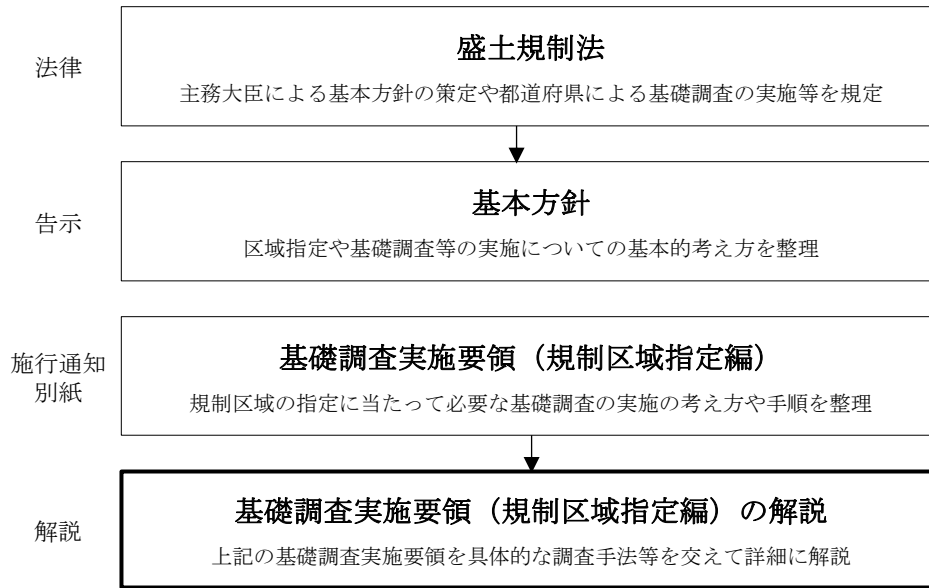 法律
盛土規制法
主務大臣による基本方針の策定や都道府県による基礎調査の実施等を規定
告示
基本方針
区域指定や基礎調査等の実施についての基本的考え方を整理
施行通知
別紙
基礎調査実施要領（規制区域指定編）
規制区域の指定に当たって必要な基礎調査の実施の考え方や手順を整理
解説
基礎調査実施要領（規制区域指定編）の解説
上記の基礎調査実施要領を具体的な調査手法等を交えて詳細に解説